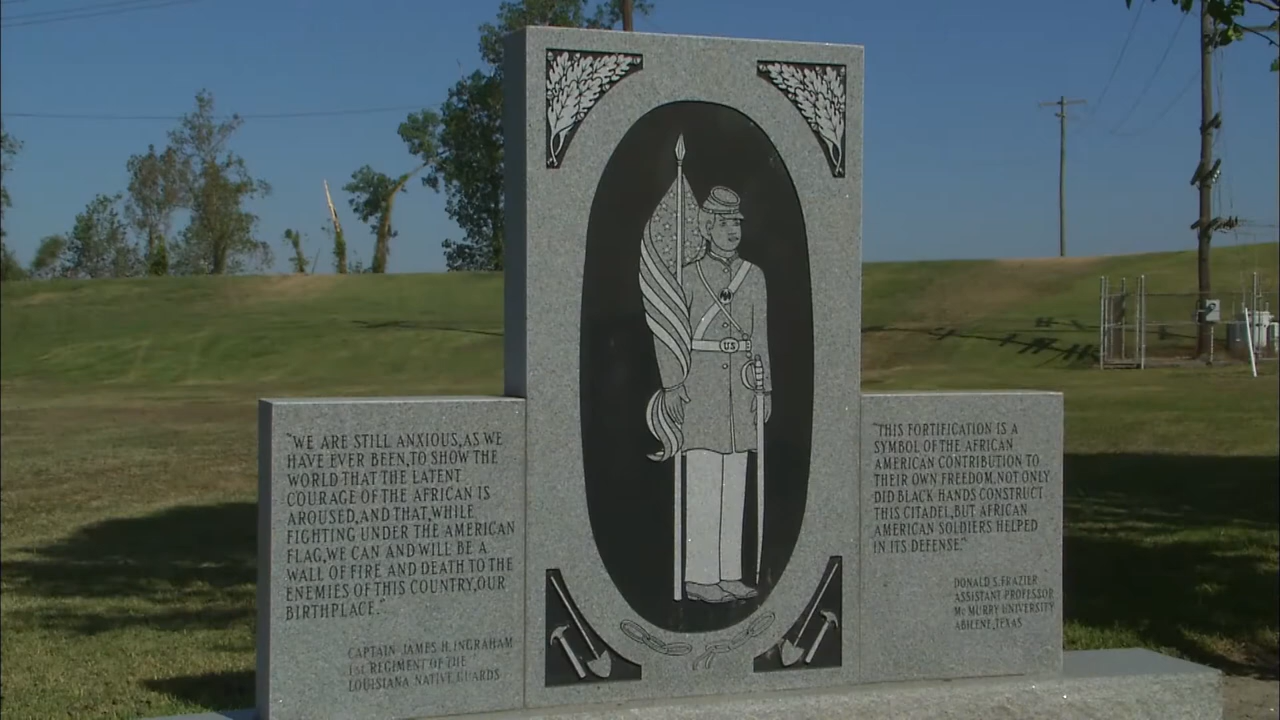 "WE ARE STILL ANXIOUS, AS WE
HAVE EVER BEEN, TO SHOW THE
WORLD THAT THE LATENT
COURAGE OF THE AFRICAN IS
AROUSED, AND THAT, WHILE
FIGHTING UNDER THE AMERICAN
FLAG, WE CAN AND WILL BE A
WALL OF FIRE AND DEATH TO THE
ENEMIES OF THIS COUNTRY, OUR
BIRTHPLACE."
CAPTAIN JAMES H. INGRAHAM
1ST REGIMENT OF THE
LOUISIANA NATIVE GUARDS
US
"THIS FORTIFICATION IS A
SYMBOL OF THE AFRICAN
AMERICAN CONTRIBUTION TO
THEIR OWN FREEDOM. NOT ONLY
DID BLACK HANDS CONSTRUCT
THIS CITADEL, BUT AFRICAN
AMERICAN SOLDIERS HELPED
IN ITS DEFENSE."
DONALD S. FRAZIER
ASSISTANT PROFESSOR
MC MURRY UNIVERSITY
ABILENE, TEXAS